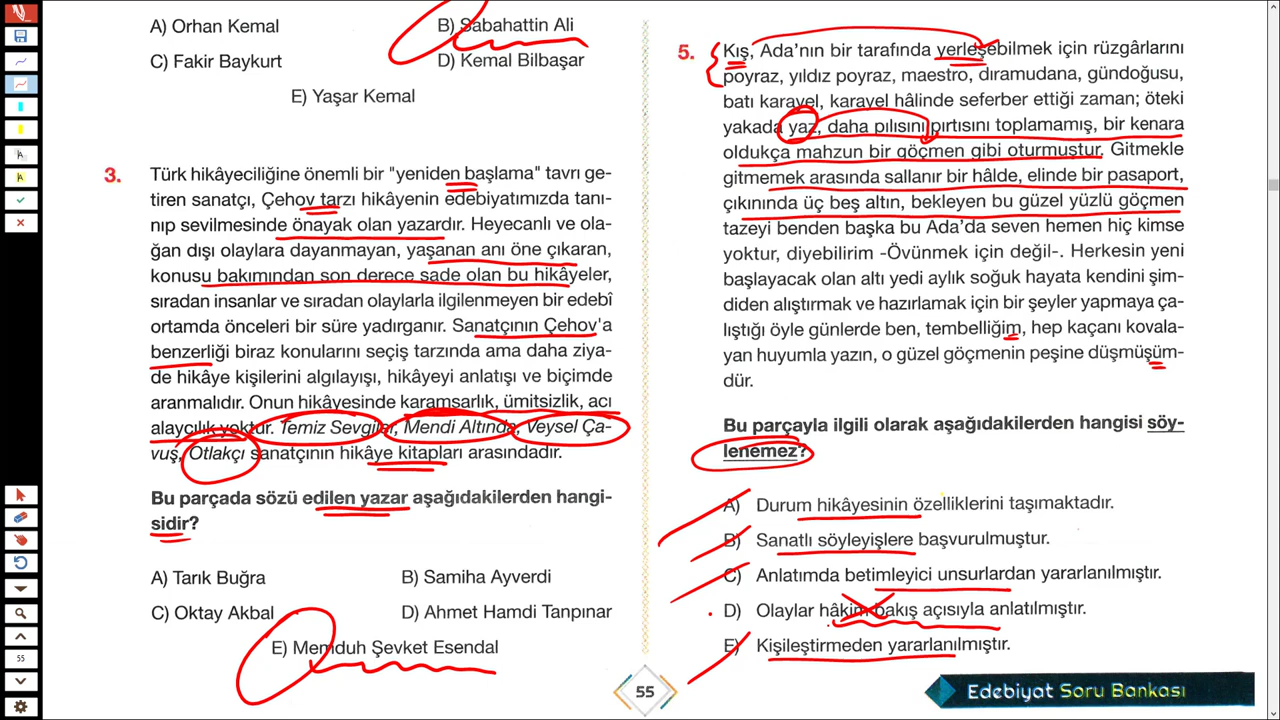 A) Orhan Kemal
B) Sabahattin Ali
C) Fakir Baykurt
D) Kemal Bilbaşar
E) Yaşar Kemal
3. Türk hikâyeciliğine önemli bir "yeniden başlama" tavrı ge-
tiren sanatçı, Çehov tarzı hikâyenin edebiyatımızda tanı-
nıp sevilmesinde önayak olan yazardır. Heyecanlı ve ola-
ğan dışı olaylara dayanmayan, yaşanan anı öne çıkaran,
konusu bakımından son derece sade olan bu hikâyeler,
sıradan insanlar ve sıradan olaylarla ilgilenmeyen bir edebî
ortamda önceleri bir süre yadırganır. Sanatçının Çehov'a
benzerliği biraz konularını seçiş tarzında ama daha ziya-
de hikâye kişilerini algılayışı, hikâyeyi anlatışı ve biçimde
aranmalıdır. Onun hikâyesinde karamsarlık, ümitsizlik, acı
alaycılık yoktur. Temiz Sevgiler, Mendil Altında, Veysel Ça-
vuş, Otlakçı sanatçının hikâye kitapları arasındadır.
Bu parçada sözü edilen yazar aşağıdakilerden hangi-
sidir?
A) Tarık Buğra
B) Samiha Ayverdi
C) Oktay Akbal
D) Ahmet Hamdi Tanpınar
E) Memduh Şevket Esendal
5. Kış, Ada’nın bir tarafında yerleşebilmek için rüzgârlarını
poyraz, yıldız poyraz, maestro, dıramudana, gündoğusu,
batı karayel, karayel hâlinde seferber ettiği zaman; öteki
yakada yaz, daha pılısını pırtısını toplamamış, bir kenara
oldukça mahzun bir göçmen gibi oturmuştur. Gitmekle
gitmemek arasında sallanır bir hâlde, elinde bir pasaport,
çıkınında üç beş altın, bekleyen bu güzel yüzlü göçmen
tazeyi benden başka bu Ada’da seven hemen hiç kimse
yoktur, diyebilirim -Övünmek için değil-. Herkesin yeni
başlayacak olan altı yedi aylık soğuk hayata kendini şim-
diden alıştırmak ve hazırlamak için bir şeyler yapmaya ça-
lıştığı öyle günlerde ben, tembelliğim, hep kaçanı kovala-
yan huyumla yazın, o güzel göçmenin peşine düşmüşüm-
dür.
Bu parçayla ilgili olarak aşağıdakilerden hangisi söy-
lenemez?
A) Durum hikâyesinin özelliklerini taşımaktadır.
B) Sanatlı söyleyişlere başvurulmuştur.
C) Anlatımda betimleyici unsurlardan yararlanılmıştır.
D) Olaylar hâkim bakış açısıyla anlatılmıştır.
E) Kişileştirmeden yararlanılmıştır.
55
Edebiyat Soru Bankası
55